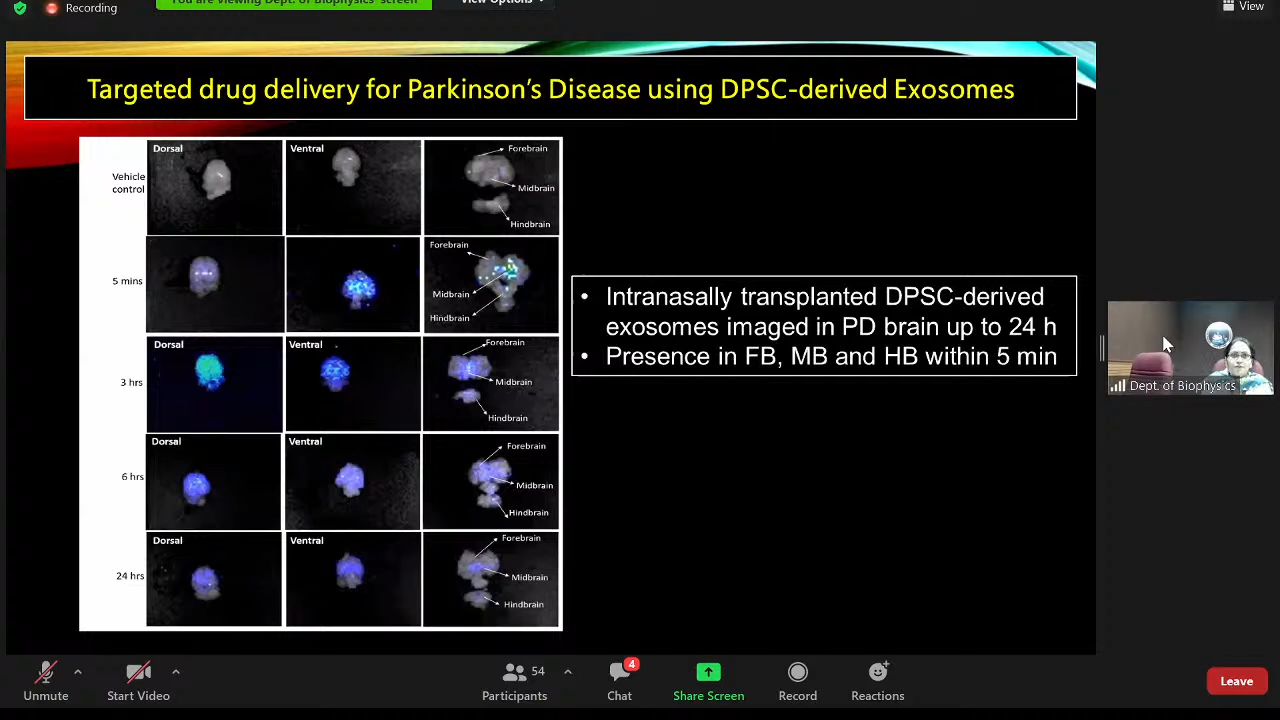 Recording
You are viewing Dept. of Biophysics' screen
View Options
View
Targeted drug delivery for Parkinson's Disease using DPSC-derived Exosomes
Dorsal
Ventral
Forebrain
Vehicle
control
Midbrain
Hindbrain
Forebrain
5 mins
Midbrain
Hindbrain
Dorsal
Ventral
Forebrain
3 hrs
Midbrain
Hindbrain
Dorsal
Ventral
Forebrain
6 hrs
Midbrain
Hindbrain
Dorsal
Ventral
Forebrain
24 hrs
Midbrain
Hindbrain
• Intranasally transplanted DPSC-derived
exosomes imaged in PD brain up to 24 h
• Presence in FB, MB and HB within 5 min
Dept. of Biophysics
Unmute
Start Video
54
Participants
4
Chat
Share Screen
Record
Reactions
Leave